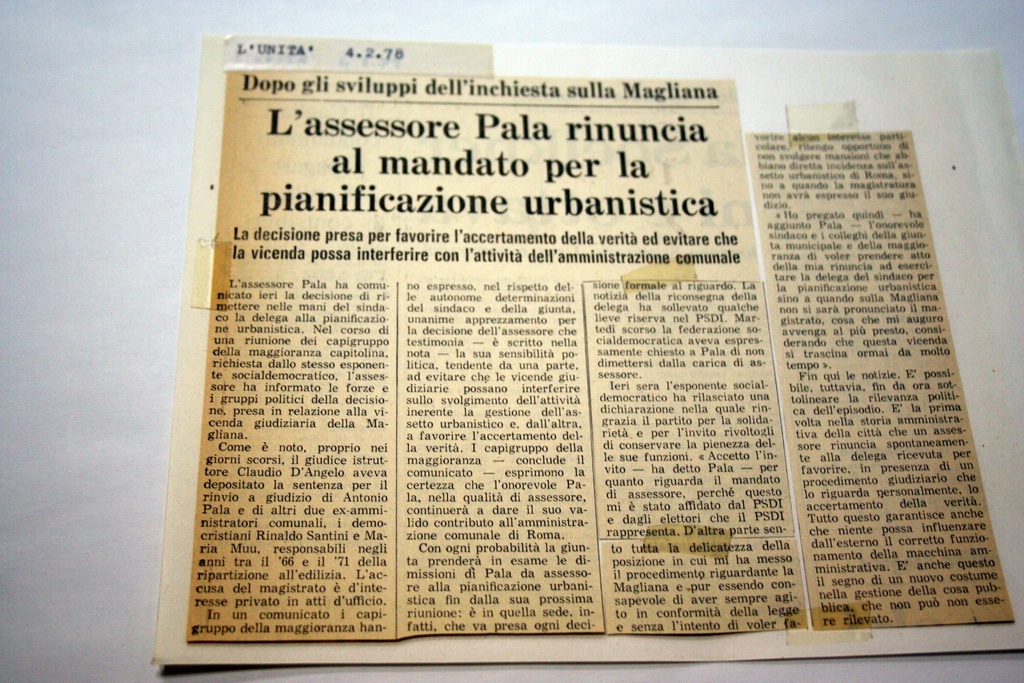 L'UNITA' 4.2.78
Dopo gli sviluppi dell'inchiesta sulla Magliana
L'assessore Pala rinuncia
al mandato per la
pianificazione urbanistica
La decisione presa per favorire l'accertamento della verità ed evitare che
la vicenda possa interferire con l'attività dell'amministrazione comunale
L'assessore Pala ha comu-
nicato ieri la decisione di ri-
mettere nelle mani del sinda-
co la delega alla pianificazio-
ne urbanistica. Nel corso di
una riunione dei capigruppo
della maggioranza capitolina,
richiesta dallo stesso esponen-
te socialdemocratico, l'asses-
sore ha informato le forze e
i gruppi politici della decisio-
ne, presa in relazione alla vi-
cenda giudiziaria della Ma-
gliana.
Come è noto, proprio nei
giorni scorsi, il giudice istrut-
tore Claudio D'Angelo aveva
depositato la sentenza per il
rinvio a giudizio di Antonio
Pala e di altri due ex-ammi-
nistratori comunali, i demo-
cristiani Rinaldo Santini e Ma-
ria Muu, responsabili negli
anni tra il '66 e il '71 della
ripartizione all'edilizia. L'ac-
cusa del magistrato è d'inte-
resse privato in atti d'ufficio.
In un comunicato i capi-
gruppo della maggioranza han-
no espresso, nel rispetto del-
le autonome determinazioni
del sindaco e della giunta,
unanime apprezzamento per
la decisione dell'assessore che
testimonia — è scritto nella
nota — la sua sensibilità po-
litica, tendente da una parte,
ad evitare che le vicende giu-
diziarie possano interferire
sullo svolgimento dell'attività
inerente la gestione dell'as-
setto urbanistico e, dall'altra,
a favorire l'accertamento del-
la verità. I capigruppo della
maggioranza — conclude il
comunicato — esprimono la
certezza che l'onorevole Pa-
la, nella qualità di assessore,
continuerà a dare il suo va-
lido contributo all'amministra-
zione comunale di Roma.
Con ogni probabilità la giun-
ta prenderà in esame le di-
missioni di Pala da assesso-
re alla pianificazione urbani-
stica fin dalla sua prossima
riunione: è in quella sede, in-
fatti, che va presa ogni deci-
sione formale al riguardo. La
notizia della riconsegna della
delega ha sollevato qualche
lieve riserva nel PSDI. Mar-
tedì scorso la federazione so-
cialdemocratica aveva espres-
samente chiesto a Pala di non
dimettersi dalla carica di as-
sessore.
Ieri sera l'esponente social-
democratico ha rilasciato una
dichiarazione nella quale rin-
grazia il partito per la solida-
rietà e per l'invito rivoltogli
di conservare la pienezza del-
le sue funzioni. « Accetto l'in-
vito — ha detto Pala — per
quanto riguarda il mandato
di assessore, perché questo
mi è stato affidato dal PSDI
e dagli elettori che il PSDI
rappresenta. D'altra parte sen-
to tutta la delicatezza della
posizione in cui mi ha messo
il procedimento riguardante la
Magliana e pur essendo con-
sapevole di aver sempre agi-
to in conformità della legge
e senza l'intento di voler fa-
vorire alcun interesse parti-
colare, ritengo opportuno di
non svolgere mansioni che ab-
biano diretta incidenza sull'as-
setto urbanistico di Roma, si-
no a quando la magistratura
non avrà espresso il suo giu-
dizio.
« Ho pregato quindi — ha
aggiunto Pala — l'onorevole
sindaco e i colleghi della giun-
ta municipale e della maggio-
ranza di voler prendere atto
della mia rinuncia ad eserci-
tare la delega del sindaco per
la pianificazione urbanistica
sino a quando sulla Magliana
non si sarà pronunciato il ma-
gistrato, cosa che mi auguro
avvenga al più presto, consi-
derando che questa vicenda
si trascina ormai da molto
tempo ».
Fin qui le notizie. E' possi-
bile, tuttavia, fin da ora sot-
tolineare la rilevanza politi-
ca dell'episodio. E' la prima
volta nella storia amministra-
tiva della città che un asses-
sore rinuncia spontaneamen-
te alla delega ricevuta per
favorire, in presenza di un
procedimento giudiziario che
lo riguarda personalmente, lo
accertamento della verità.
Tutto questo garantisce anche
che niente possa influenzare
dall'esterno il corretto funzio-
namento della macchina am-
ministrativa. E' anche questo
il segno di un nuovo costume
nella gestione della cosa pub-
blica, che non può non esse-
re rilevato.